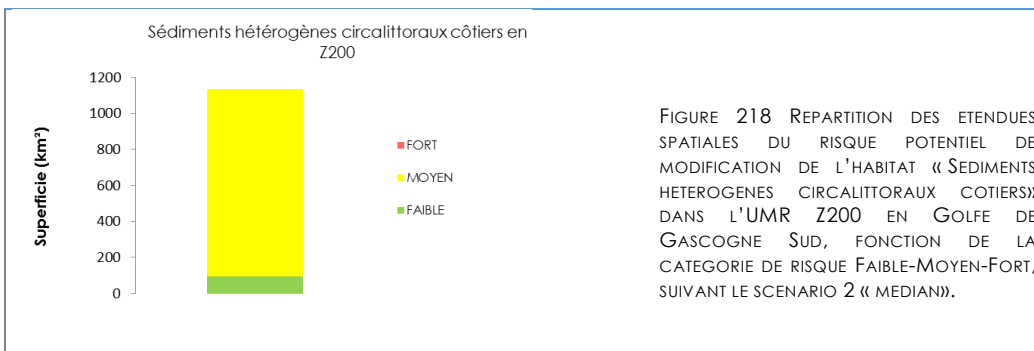 Sédiments hétérogènes circalittoraux côtiers en
Z200
1200
1000
800
600
400
200
0
Superficie (km²)
FORT
MOYEN
FAIBLE
FIGURE 218 REPARTITION DES ETENDUES
SPATIALES DU RISQUE POTENTIEL DE
MODIFICATION DE L'HABITAT « SEDIMENTS
HETEROGENES CIRCALITTORAUX COTIERS»
DANS L'UMR Z200 EN GOLFE DE
GASCOGNE SUD, FONCTION DE LA
CATEGORIE DE RISQUE FAIBLE-MOYEN-FORT,
SUIVANT LE SCENARIO 2 « MEDIAN».